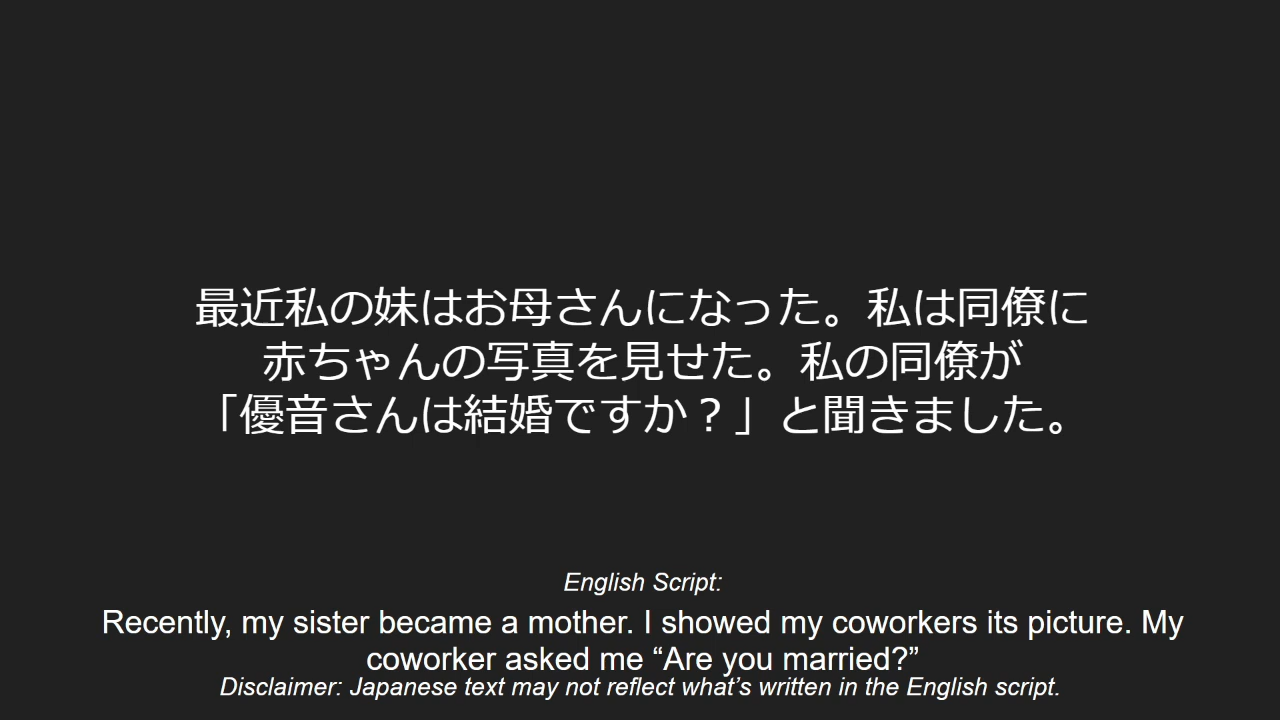 最近私の妹はお母さんになった。私は同僚に
赤ちゃんの写真を見せた。私の同僚が
「優音さんは結婚ですか？」と聞きました。
English Script:
Recently, my sister became a mother. I showed my coworkers its picture. My
coworker asked me “Are you married?”
Disclaimer: Japanese text may not reflect what’s written in the English script.